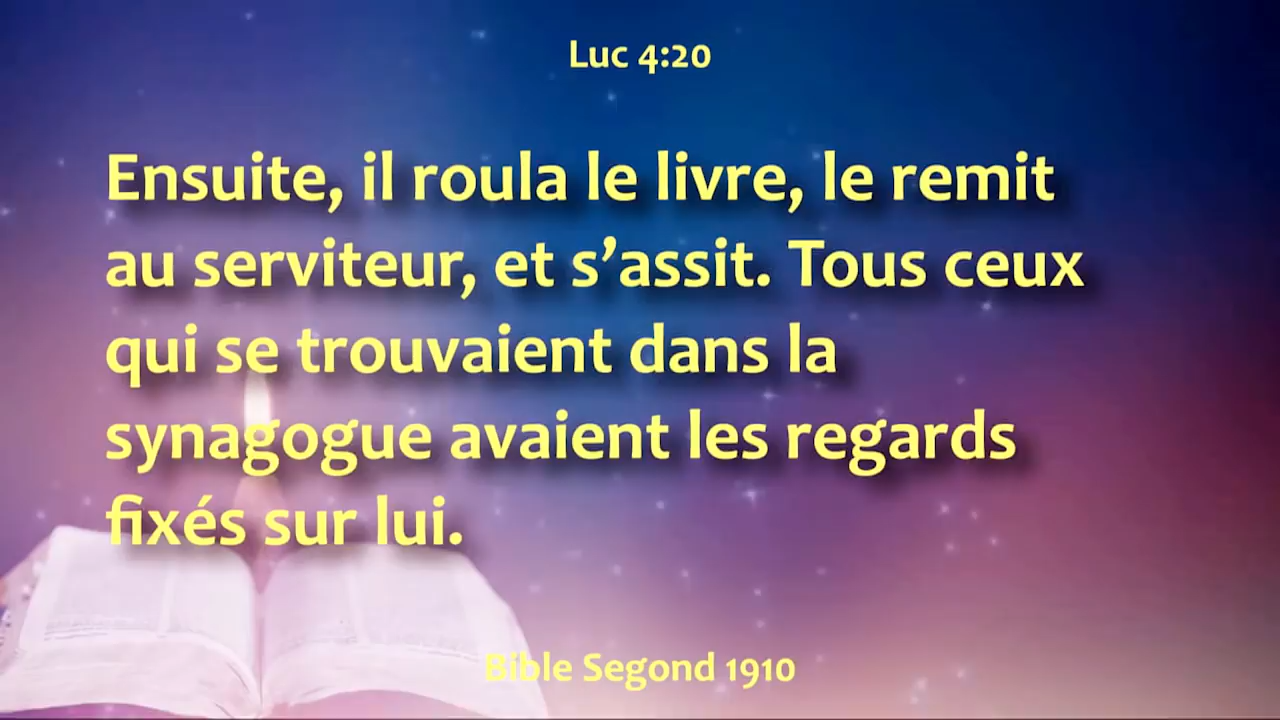 Luc 4:20
Ensuite, il roula le livre, le remit
au serviteur, et s’assit. Tous ceux
qui se trouvaient dans la
synagogue avaient les regards
fixés sur lui.
Bible Segond 1910